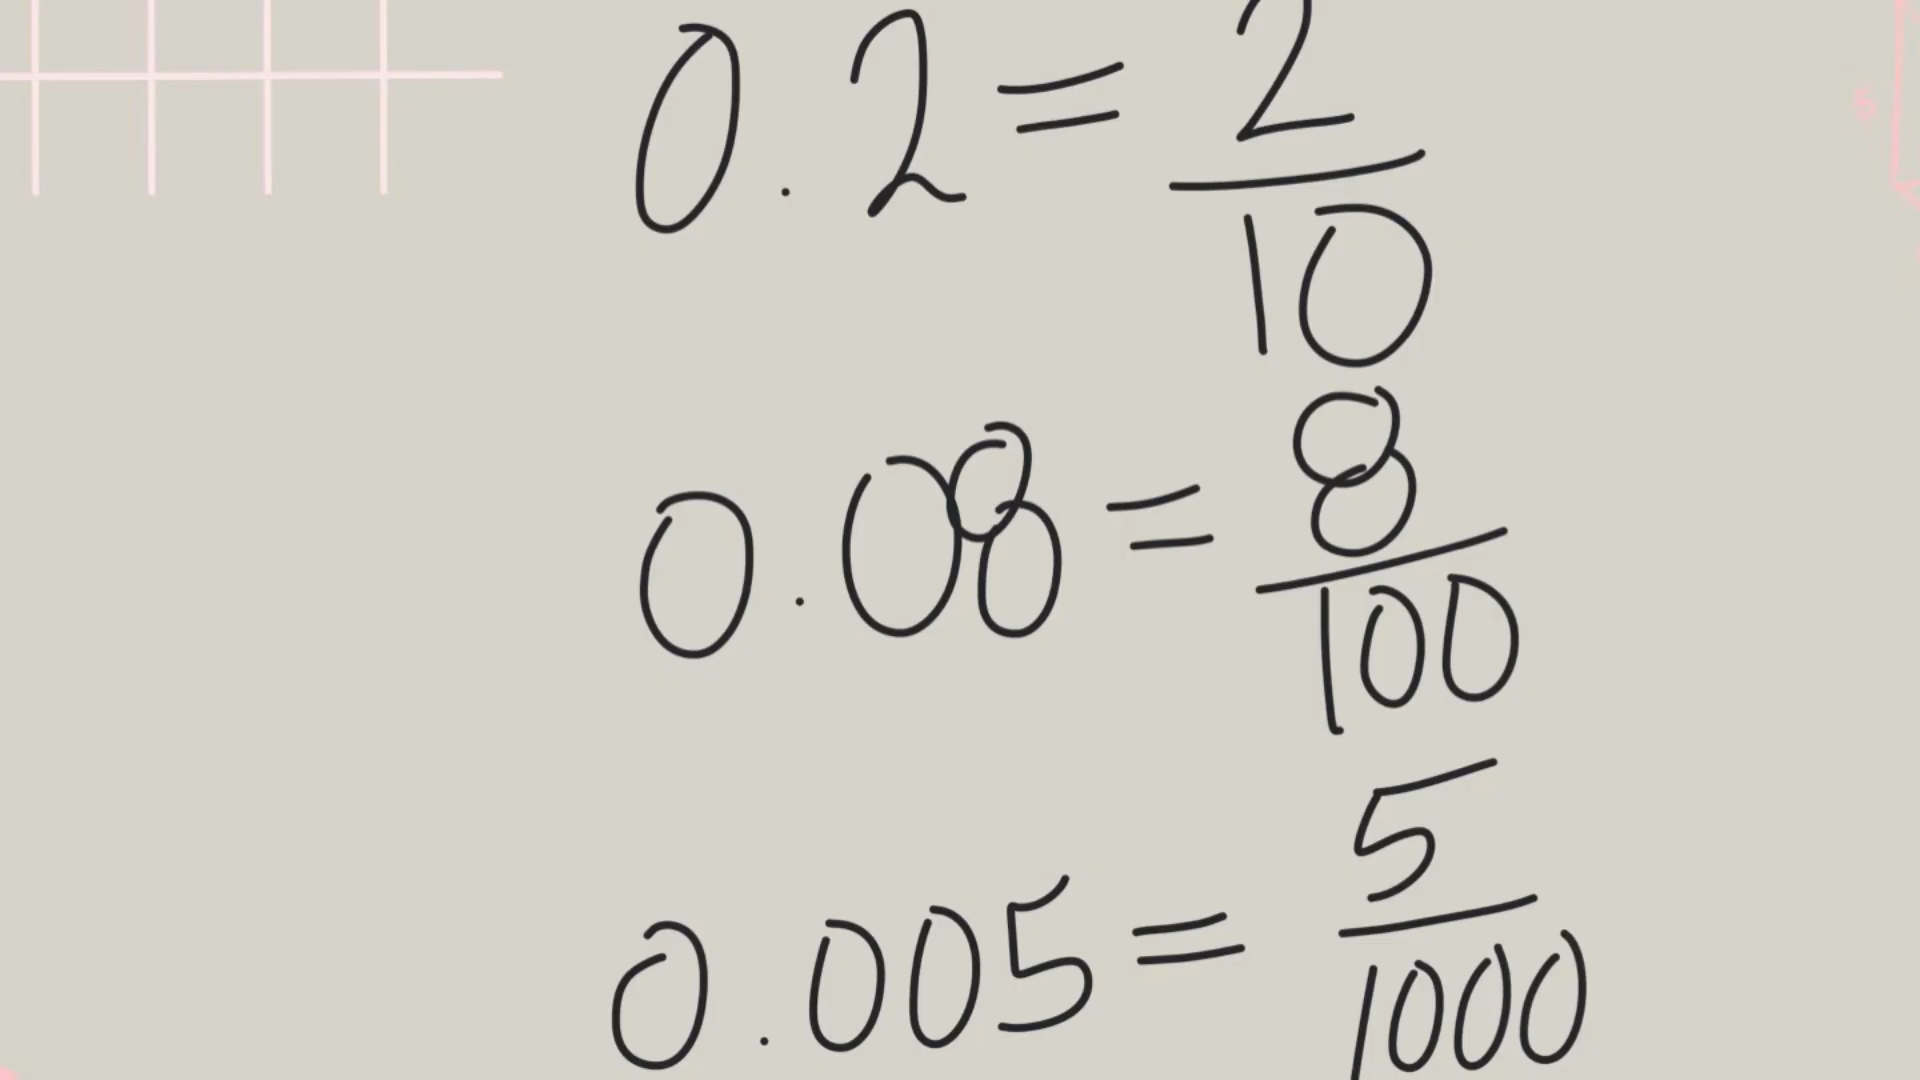 0.2 = 2/10
0.08 = 8/100
0.005 = 5/1000